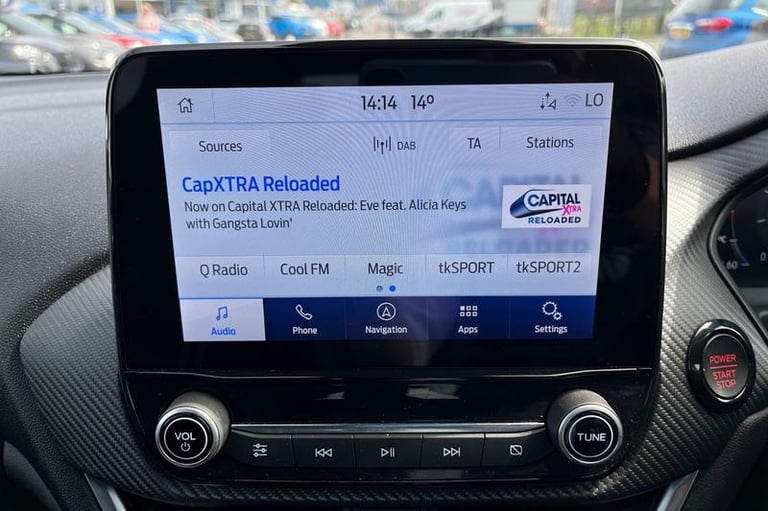 14:14 14° LO
Sources DAB TA Stations
CapXTRA Reloaded
Now on Capital XTRA Reloaded: Eve feat. Alicia Keys
with Gangsta Lovin'
CAPITAL
XTRA
RELOADED
Q Radio Cool FM Magic tkSPORT tkSPORT2
Audio Phone Navigation Apps Settings
POWER
START
STOP
VOL
TUNE
60